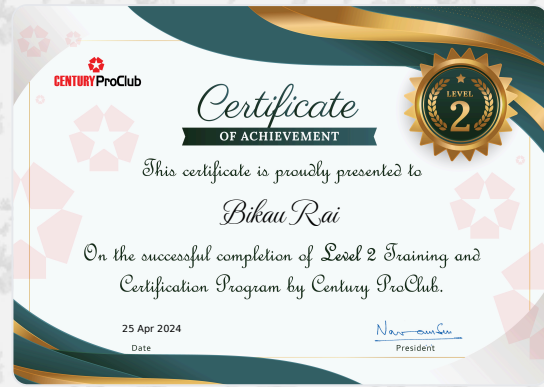 CENTURY ProClub
Certificate
OF ACHIEVEMENT
LEVEL
2
This certificate is proudly presented to
Bikau Rai
On the successful completion of Level 2 Training and
Certification Program by Century ProClub.
25 Apr 2024
Date
President